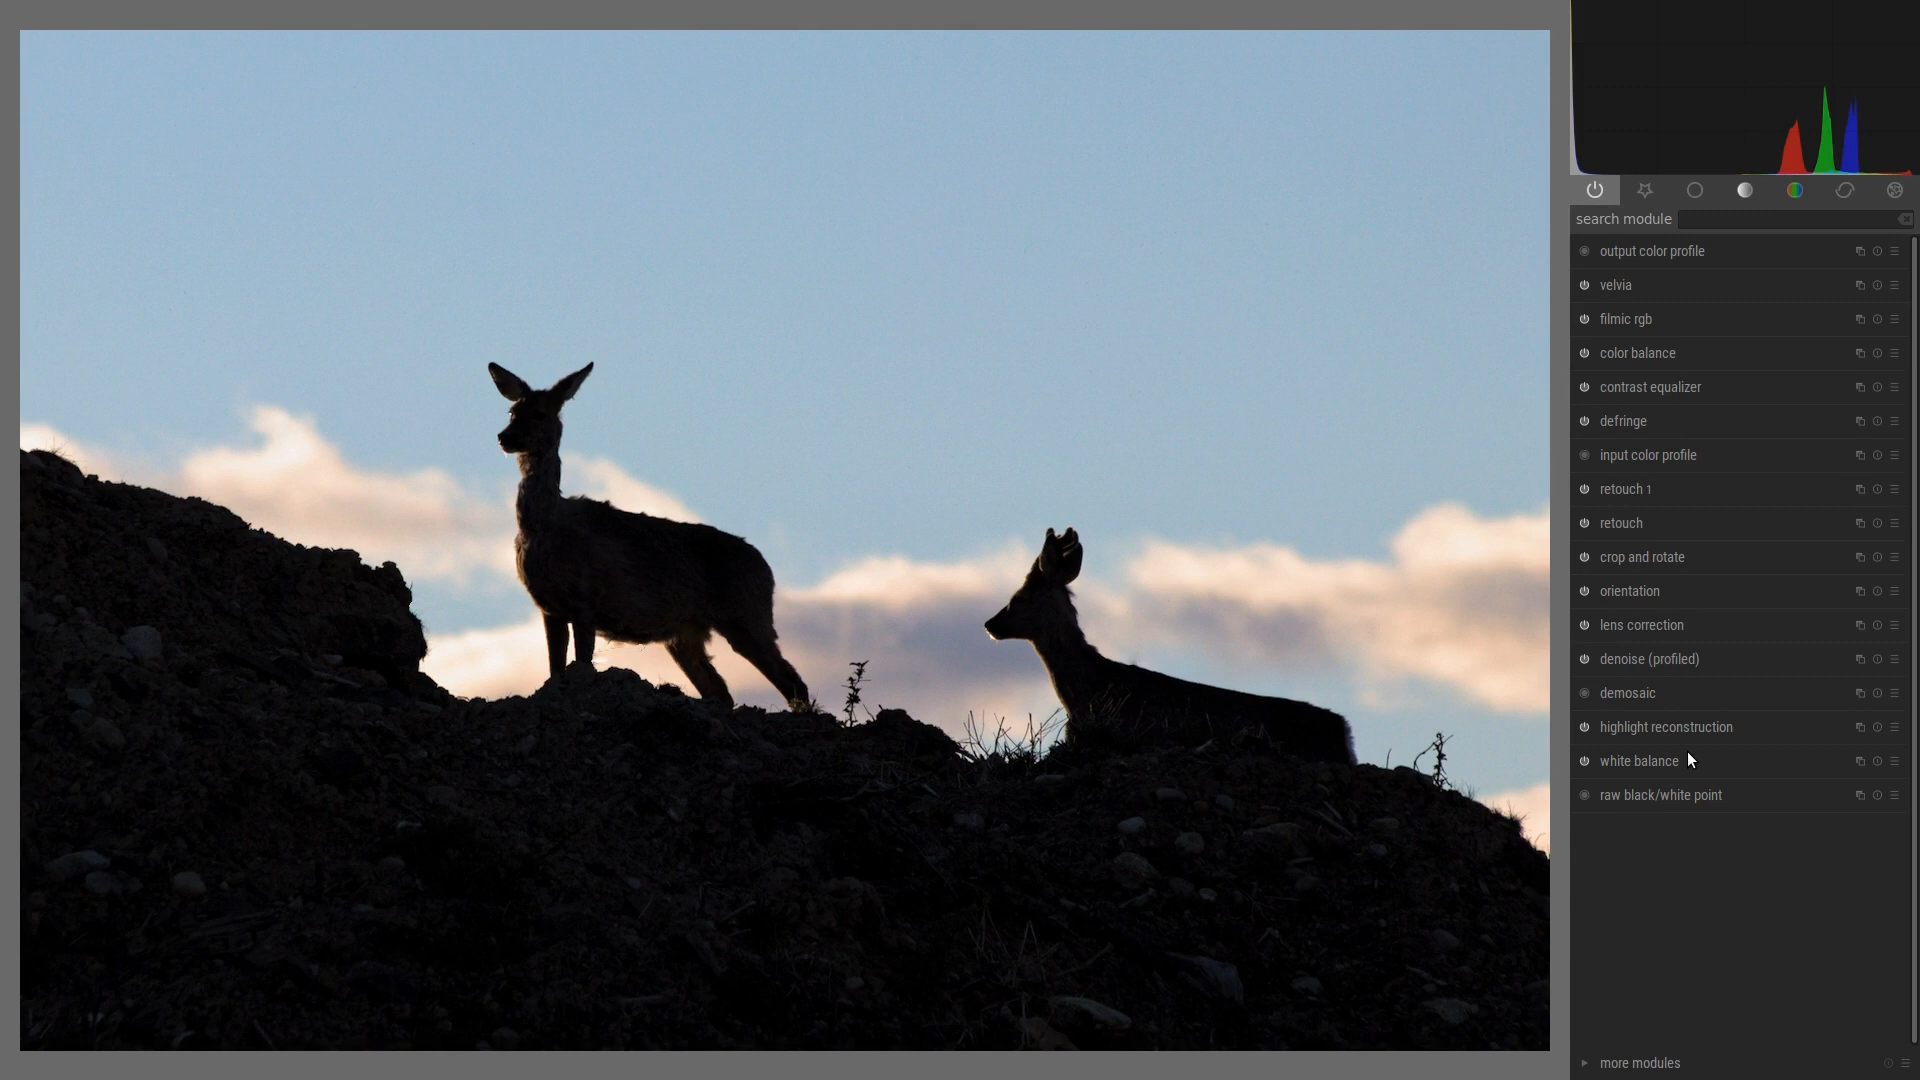 search module
output color profile
velvia
filmic rgb
color balance
contrast equalizer
defringe
input color profile
retouch 1
retouch
crop and rotate
orientation
lens correction
denoise (profiled)
demosaic
highlight reconstruction
white balance
raw black/white point
more modules